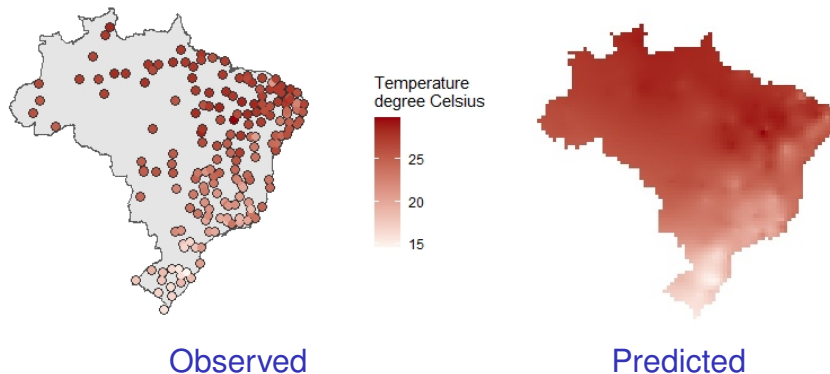 Temperature
degree Celsius
25
20
15
Observed
Predicted